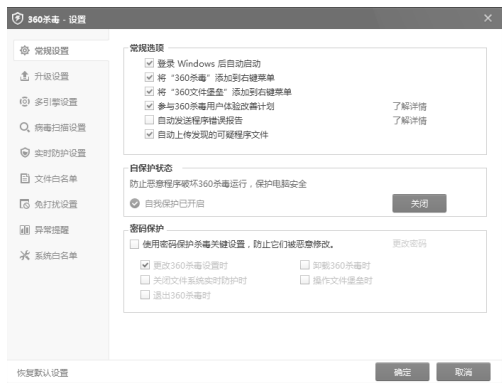 360杀毒 - 设置
常规设置
升级设置
多引擎设置
病毒扫描设置
实时防护设置
文件白名单
免打扰设置
异常提醒
系统白名单
常规选项
登录 Windows 后自动启动
将“360杀毒”添加到右键菜单
将“360文件堡垒”添加到右键菜单
参与360杀毒用户体验改善计划 了解详情
自动发送程序错误报告 了解详情
自动上传发现的可疑程序文件
自保护状态
防止恶意程序破坏360杀毒运行，保护电脑安全
自我保护已开启 关闭
密码保护
使用密码保护杀毒关键设置，防止它们被恶意修改。 更改密码
更改360杀毒设置时 卸载360杀毒时
关闭文件系统实时防护时 操作文件堡垒时
退出360杀毒时
恢复默认设置 确定 取消